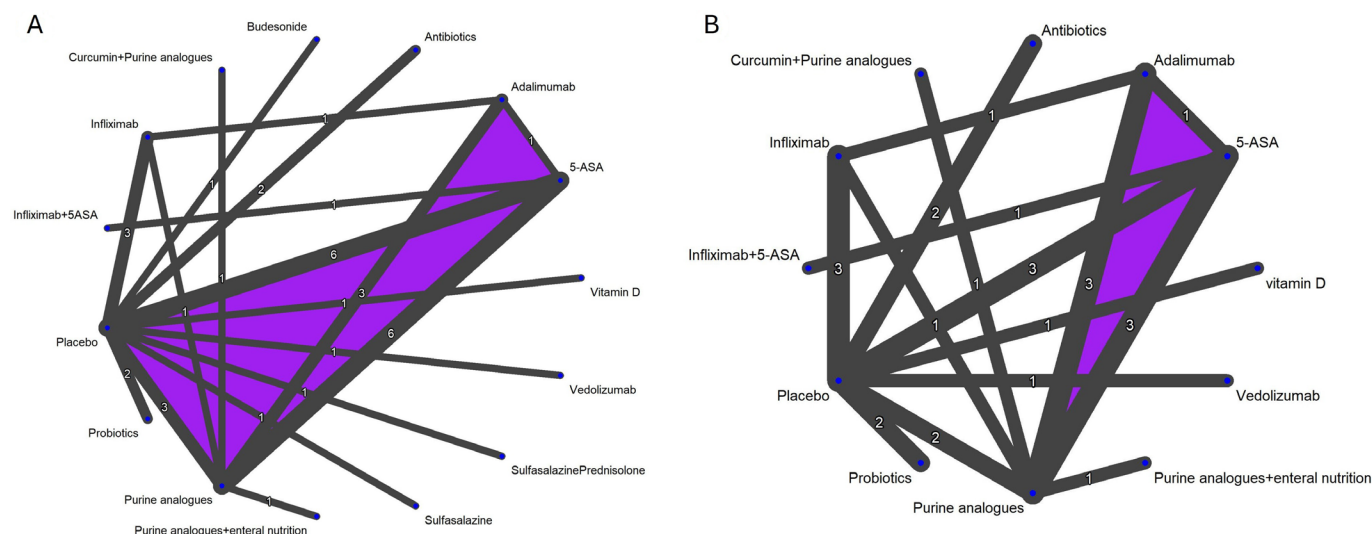 A
Budesonide
Antibiotics
Curcumin+Purine analogues
Adalimumab
Infliximab
1
1
5-ASA
1
2
Infliximab+5ASA
1
3
6
Vitamin D
1
3
1
1
Placebo
6
1
2
1
3
1
1
Probiotics
SulfasalazinePrednisolone
Purine analogues
1
Sulfasalazine
Purine analogues+enteral nutrition
B
Antibiotics
Curcumin+Purine analogues
Adalimumab
Infliximab
1
1
5-ASA
2
1
Infliximab+5-ASA
3
3
vitamin D
1
3
1
1
3
Placebo
1
Vedolizumab
2
2
Probiotics
1
Purine analogues+enteral nutrition
Purine analogues
Vedolizumab